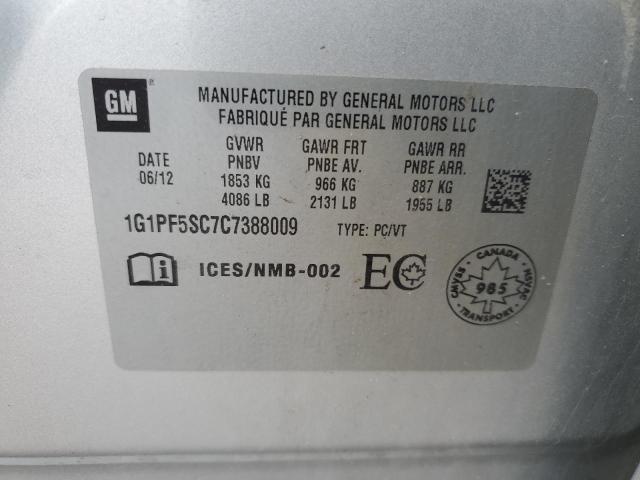 GM
MANUFACTURED BY GENERAL MOTORS LLC
FABRIQUÉ PAR GENERAL MOTORS LLC
DATE
06/12
GVWR
PNBV
1853 KG
4086 LB
GAWR FRT
PNBE AV.
966 KG
2131 LB
GAWR RR
PNBE ARR.
887 KG
1955 LB
1G1PF5SC7C7388009 TYPE: PC/VT
i ICES/NMB-002 EC
CANADA
CMVSS 985 NSVAC
TRANSPORT